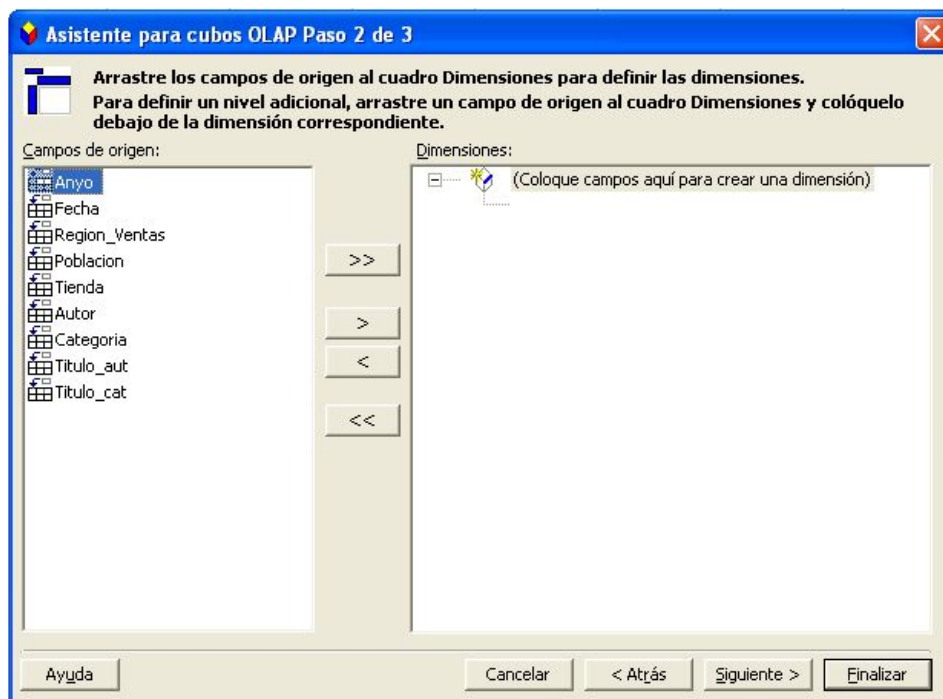 Asistente para cubos OLAP Paso 2 de 3
Arrastre los campos de origen al cuadro Dimensiones para definir las dimensiones.
Para definir un nivel adicional, arrastre un campo de origen al cuadro Dimensiones y colóquelo
debajo de la dimensión correspondiente.
Campos de origen:
Anyo
Fecha
Region_Ventas
Poblacion
Tienda
Autor
Categoria
Titulo_aut
Titulo_cat
>>
>
<
<<
Dimensiones:
(Coloque campos aquí para crear una dimensión)
Ayuda
Cancelar
< Atrás
Siguiente >
Finalizar